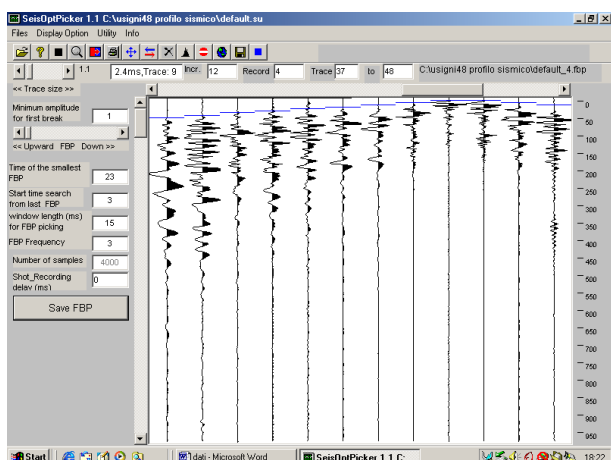 SeisOptPicker 1.1 C:\usigni48 profilo sismico\default.su
Files Display Option Utility Info
1.1 2.4ms,Trace: 9 Incr. 12 Record 4 Trace 37 to 48 C:\usigni48 profilo sismico\default_4.fbp
<< Trace size >>
Minimum amplitude for first break 1
<< Upward FBP Down >>
Time of the smallest FBP 23
Start time search from last FBP 3
window length (ms) for FBP picking 15
FBP Frequency 3
Number of samples 4000
Shot_Recording delay (ms) 0
Save FBP
0
50
100
150
200
250
300
350
400
450
500
550
600
650
700
750
800
850
900
950
Start dati - Microsoft Word SeisOptPicker 1.1 C: 18:22